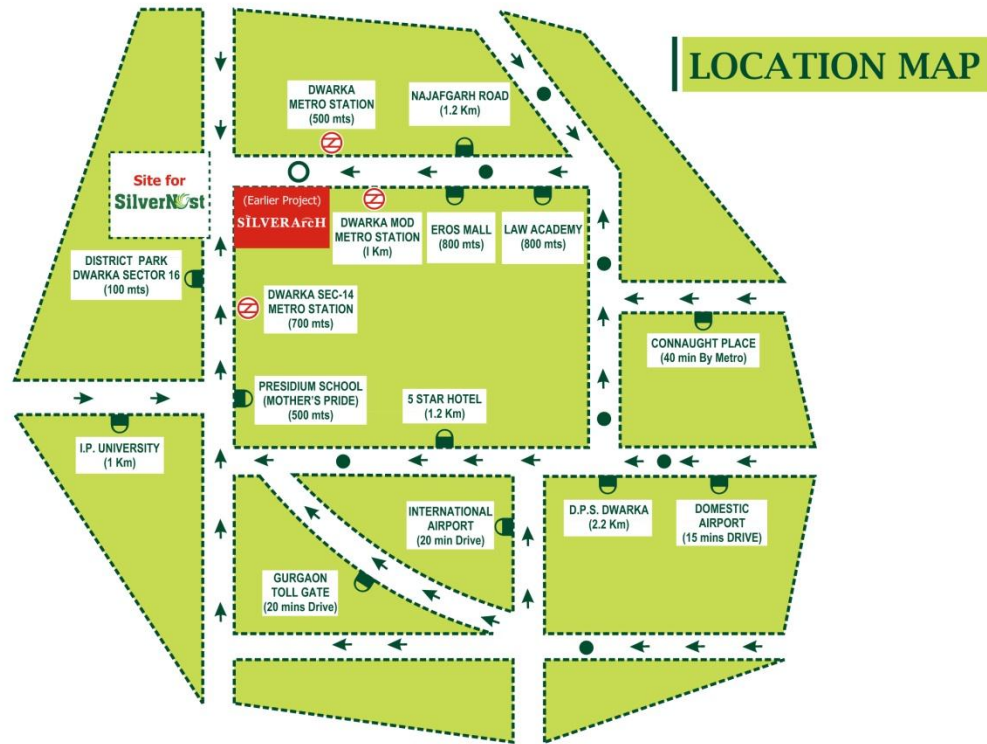 LOCATION MAP
DWARKA
METRO STATION
(500 mts)
NAJAFGARH ROAD
(1.2 Km)
Site for
SilverNest
(Earlier Project)
SILVERArcH
DWARKA MOD
METRO STATION
(I Km)
EROS MALL
(800 mts)
LAW ACADEMY
(800 mts)
DISTRICT PARK
DWARKA SECTOR 16
(100 mts)
DWARKA SEC-14
METRO STATION
(700 mts)
CONNAUGHT PLACE
(40 min By Metro)
PRESIDIUM SCHOOL
(MOTHER'S PRIDE)
(500 mts)
5 STAR HOTEL
(1.2 Km)
I.P. UNIVERSITY
(1 Km)
INTERNATIONAL
AIRPORT
(20 min Drive)
D.P.S. DWARKA
(2.2 Km)
DOMESTIC
AIRPORT
(15 mins DRIVE)
GURGAON
TOLL GATE
(20 mins Drive)